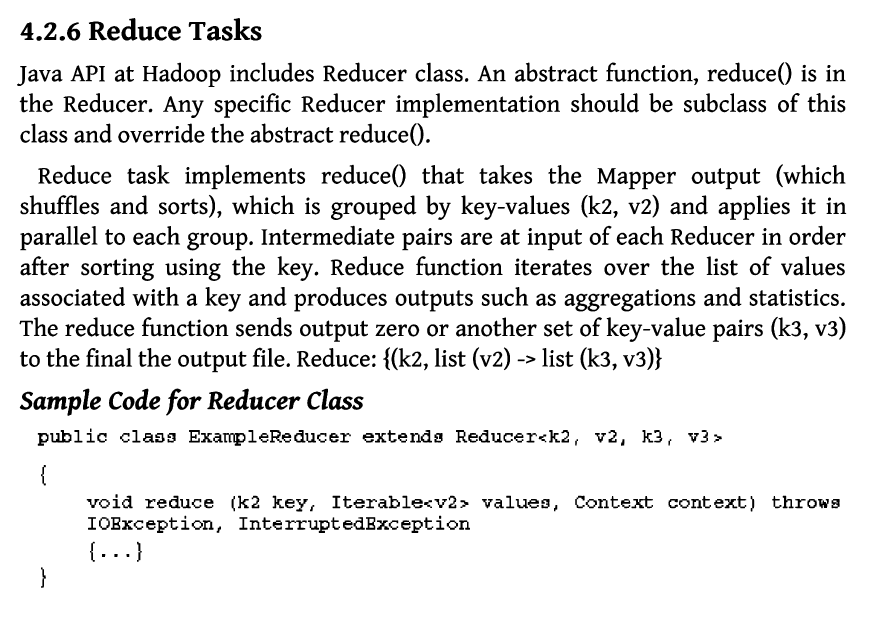 4.2.6 Reduce Tasks
Java API at Hadoop includes Reducer class. An abstract function, reduce() is in
the Reducer. Any specific Reducer implementation should be subclass of this
class and override the abstract reduce().
Reduce task implements reduce() that takes the Mapper output (which
shuffles and sorts), which is grouped by key-values (k2, v2) and applies it in
parallel to each group. Intermediate pairs are at input of each Reducer in order
after sorting using the key. Reduce function iterates over the list of values
associated with a key and produces outputs such as aggregations and statistics.
The reduce function sends output zero or another set of key-value pairs (k3, v3)
to the final the output file. Reduce: {(k2, list (v2) -> list (k3, v3)}
Sample Code for Reducer Class
public class ExampleReducer extends Reducer<k2, v2, k3, v3>
{
void reduce (k2 key, Iterable<v2> values, Context context) throws
IOException, InterruptedException
{...}
}